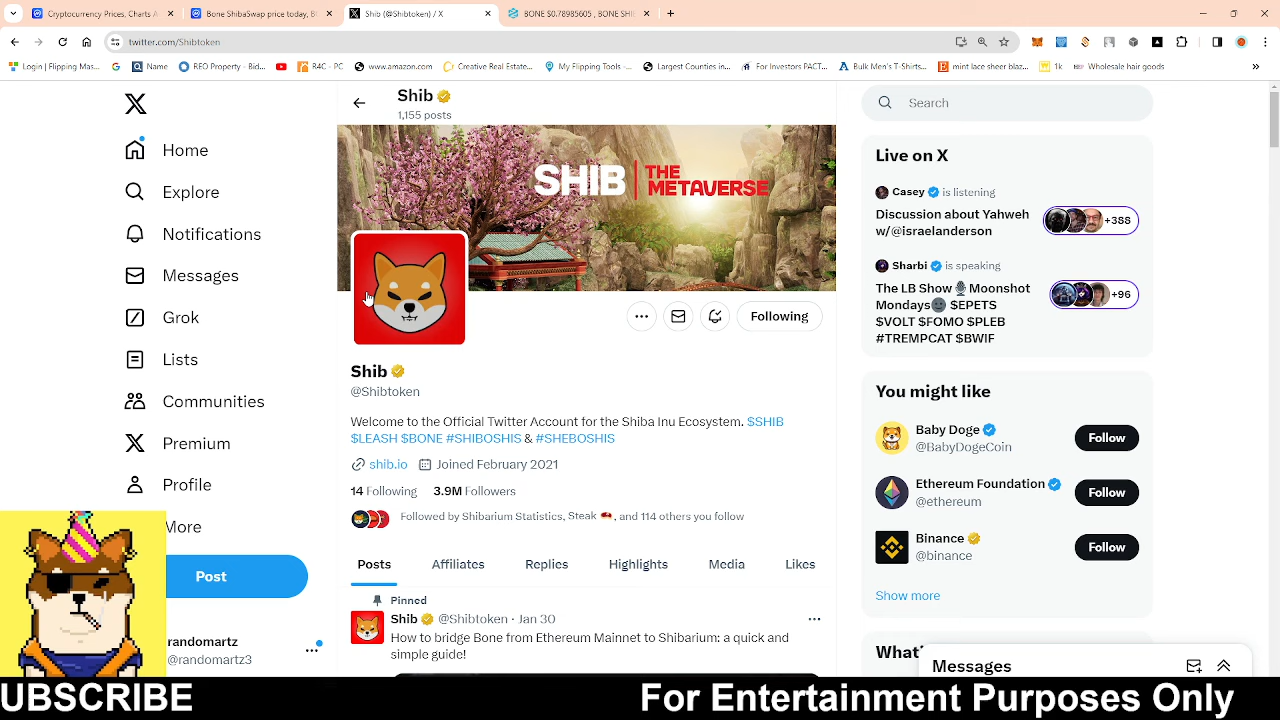 Cryptocurrency Prices, Charts A
Bone ShibaSwap price today, B
Shib (@Shibtoken) / X
BONE $0.78985605 , BONE SHIB
twitter.com/Shibtoken
Login | Flipping Mas...
Name
REO Property - Bid...
R4C - PC
www.amazon.com
Creative Real Estate...
My Flipping Tools -...
Largest Counties in...
For Investors PACT...
Bulk Men's T-Shirts...
mint lace sheer blaz...
1k
Wholesale hair goods
Home
Explore
Notifications
Messages
Grok
Lists
Communities
Premium
Profile
More
Post
randomartz
@randomartz3
Shib
1,155 posts
SHIB THE METAVERSE
Following
Shib
@Shibtoken
Welcome to the Official Twitter Account for the Shiba Inu Ecosystem. $SHIB
$LEASH $BONE #SHIBOSHIS & #SHEBOSHIS
shib.io Joined February 2021
14 Following 3.9M Followers
Followed by Shibarium Statistics, Steak, and 114 others you follow
Posts Affiliates Replies Highlights Media Likes
Pinned
Shib @Shibtoken · Jan 30
How to bridge Bone from Ethereum Mainnet to Shibarium: a quick and
simple guide!
Search
Live on X
Casey is listening
Discussion about Yahweh
w/@israelanderson
+388
Sharbi is speaking
The LB Show Moonshot
Mondays $EPETS
$VOLT $FOMO $PLEB
#TREMPCAT $BWIF
+96
You might like
Baby Doge
@BabyDogeCoin
Follow
Ethereum Foundation
@ethereum
Follow
Binance
@binance
Follow
Show more
What'
Messages
UBSCRIBE
For Entertainment Purposes Only